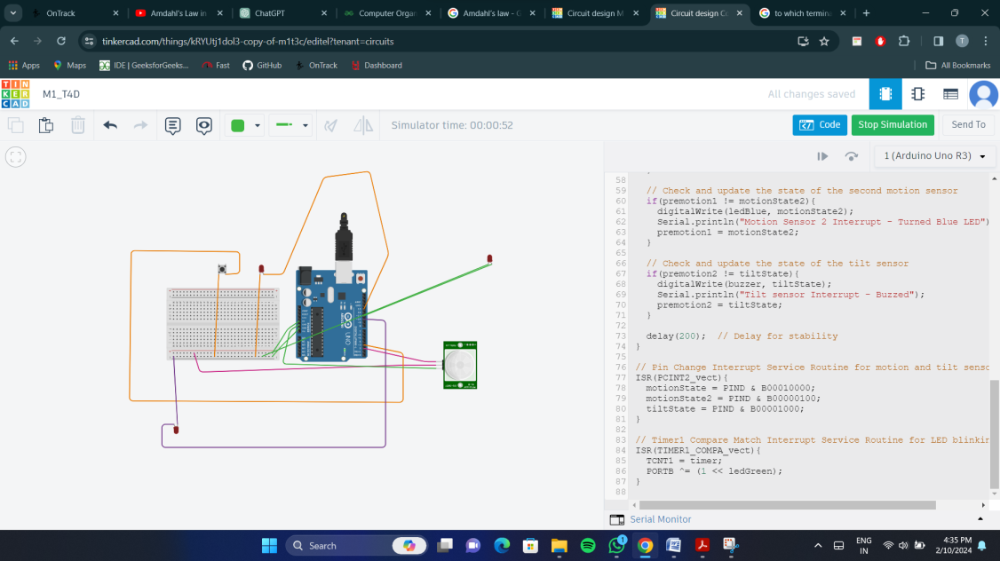 OnTrack
Amdahl's Law in
ChatGPT
Computer Organ
Amdahl's law - G
Circuit design M
Circuit design Co
to which termina
tinkercad.com/things/kRYUtj1dol3-copy-of-m1t3c/editel?tenant=circuits
T
Apps
Maps
IDE | GeeksforGeeks...
Fast
GitHub
OnTrack
Dashboard
All Bookmarks
TIN
KER
CAD
M1_T4D
All changes saved
Simulator time: 00:00:52
Code
Stop Simulation
Send To
1 (Arduino Uno R3)
58
59 // Check and update the state of the second motion sensor
60 if(premotion1 != motionState2){
61 digitalWrite(ledBlue, motionState2);
62 Serial.println("Motion Sensor 2 Interrupt - Turned Blue LED")
63 premotion1 = motionState2;
64 }
65
66 // Check and update the state of the tilt sensor
67 if(premotion2 != tiltState){
68 digitalWrite(buzzer, tiltState);
69 Serial.println("Tilt sensor Interrupt - Buzzed");
70 premotion2 = tiltState;
71 }
72
73 delay(200); // Delay for stability
74 }
75
76 // Pin Change Interrupt Service Routine for motion and tilt senso
77 ISR(PCINT2_vect){
78 motionState = PIND & B00010000;
79 motionState2 = PIND & B00000100;
80 tiltState = PIND & B00001000;
81 }
82
83 // Timer1 Compare Match Interrupt Service Routine for LED blinkin
84 ISR(TIMER1_COMPA_vect){
85 TCNT1 = timer;
86 PORTB ^= (1 << ledGreen);
87 }
88
Serial Monitor
UNO
Search
1
ENG
IN
4:35 PM
2/10/2024